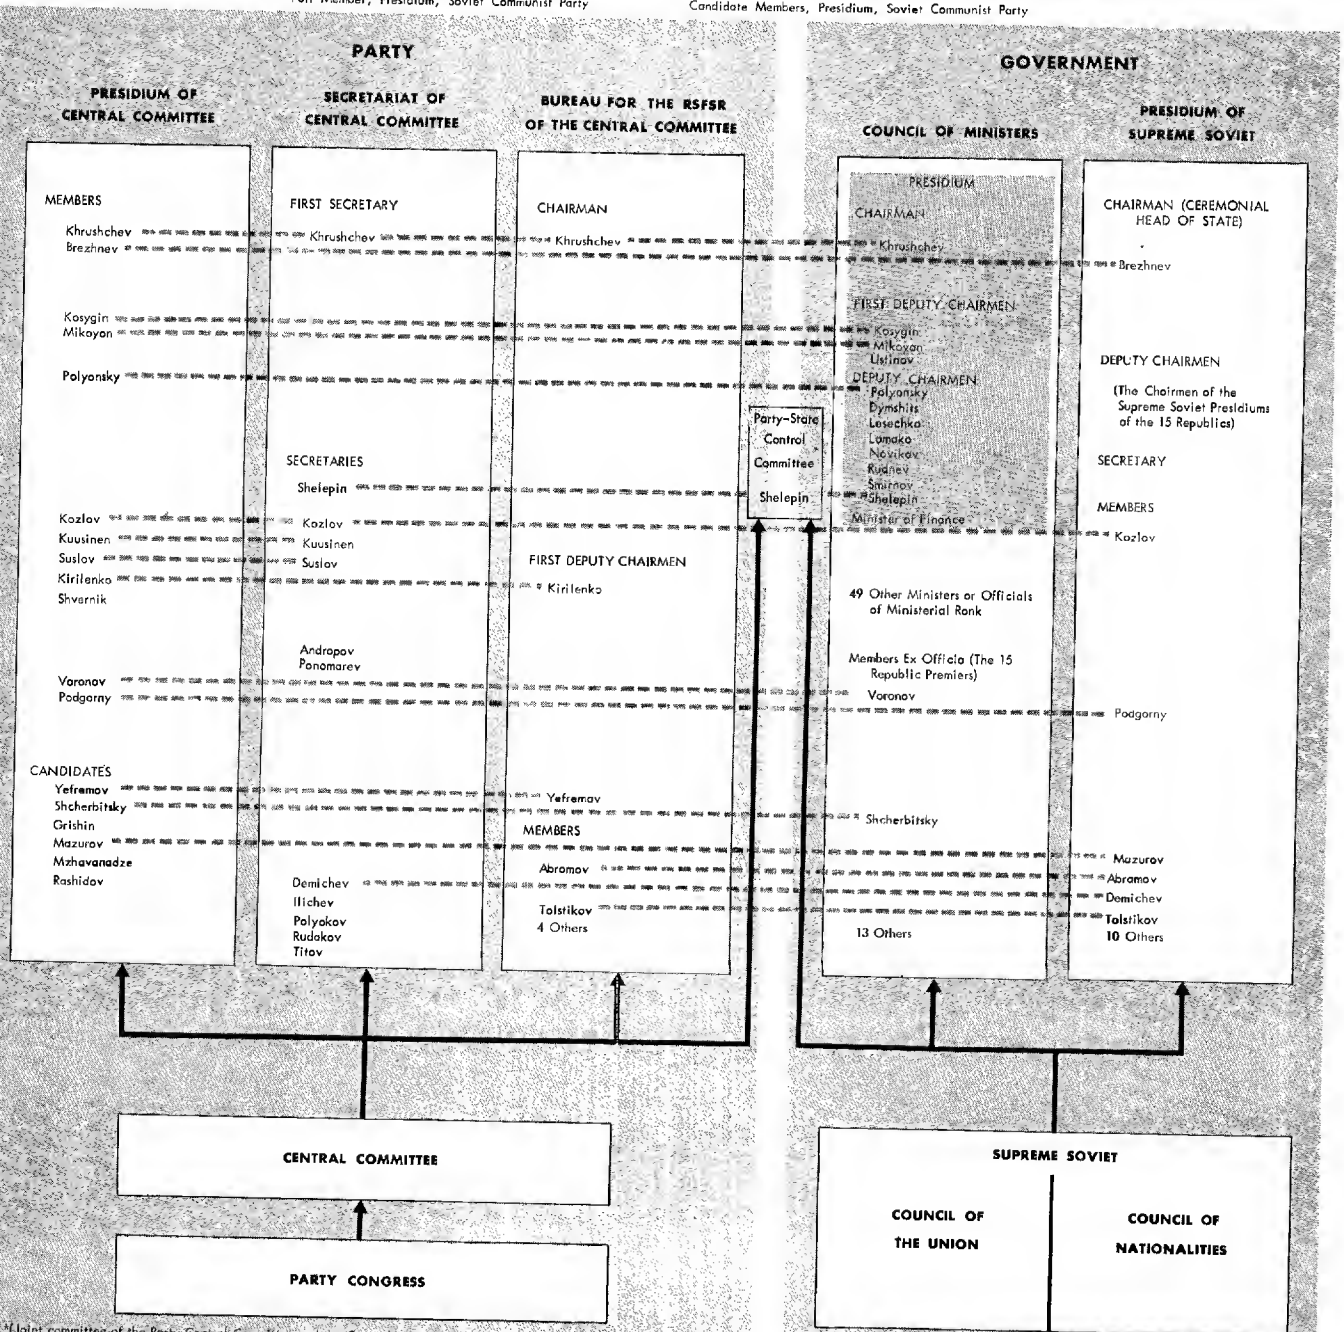 Member, Presidium, Soviet Communist Party
Candidate Members, Presidium, Soviet Communist Party
PARTY
PRESIDIUM OF
CENTRAL COMMITTEE
SECRETARIAT OF
CENTRAL COMMITTEE
BUREAU FOR THE RSFSR
OF THE CENTRAL COMMITTEE
MEMBERS
Khrushchev
Brezhnev
Kosygin
Mikoyan
Polyansky
Kozlov
Kuusinen
Suslov
Kirilenko
Shvernik
Voronov
Podgorny
CANDIDATES
Yefremov
Shcherbitsky
Grishin
Mazurov
Mzhavanadze
Rashidov
FIRST SECRETARY
Khrushchev
SECRETARIES
Shelepin
Kozlov
Kuusinen
Suslov
Andropov
Ponomarev
Demichev
Ilichev
Polyakov
Rudakov
Titov
CHAIRMAN
Khrushchev
FIRST DEPUTY CHAIRMEN
Kirilenko
Yefremov
MEMBERS
Abramov
Tolstikov
4 Others
Party-State
Control
Committee
Shelepin
GOVERNMENT
COUNCIL OF MINISTERS
PRESIDIUM OF
SUPREME SOVIET
PRESIDIUM
CHAIRMAN
Khrushchev
FIRST DEPUTY CHAIRMEN
Kosygin
Mikoyan
Ustinov
DEPUTY CHAIRMEN
Polyansky
Dymshits
Lesechko
Lomako
Novikov
Rudnev
Smirnov
Shelepin
Minister of Finance
49 Other Ministers or Officials
of Ministerial Rank
Members Ex Officio (The 15
Republic Premiers)
Voronov
Shcherbitsky
13 Others
CHAIRMAN (CEREMONIAL
HEAD OF STATE)
Brezhnev
DEPUTY CHAIRMEN
(The Chairmen of the
Supreme Soviet Presidiums
of the 15 Republics)
SECRETARY
MEMBERS
Kozlov
Podgorny
Mazurov
Abramov
Demichev
Tolstikov
10 Others
CENTRAL COMMITTEE
PARTY CONGRESS
SUPREME SOVIET
COUNCIL OF
THE UNION
COUNCIL OF
NATIONALITIES